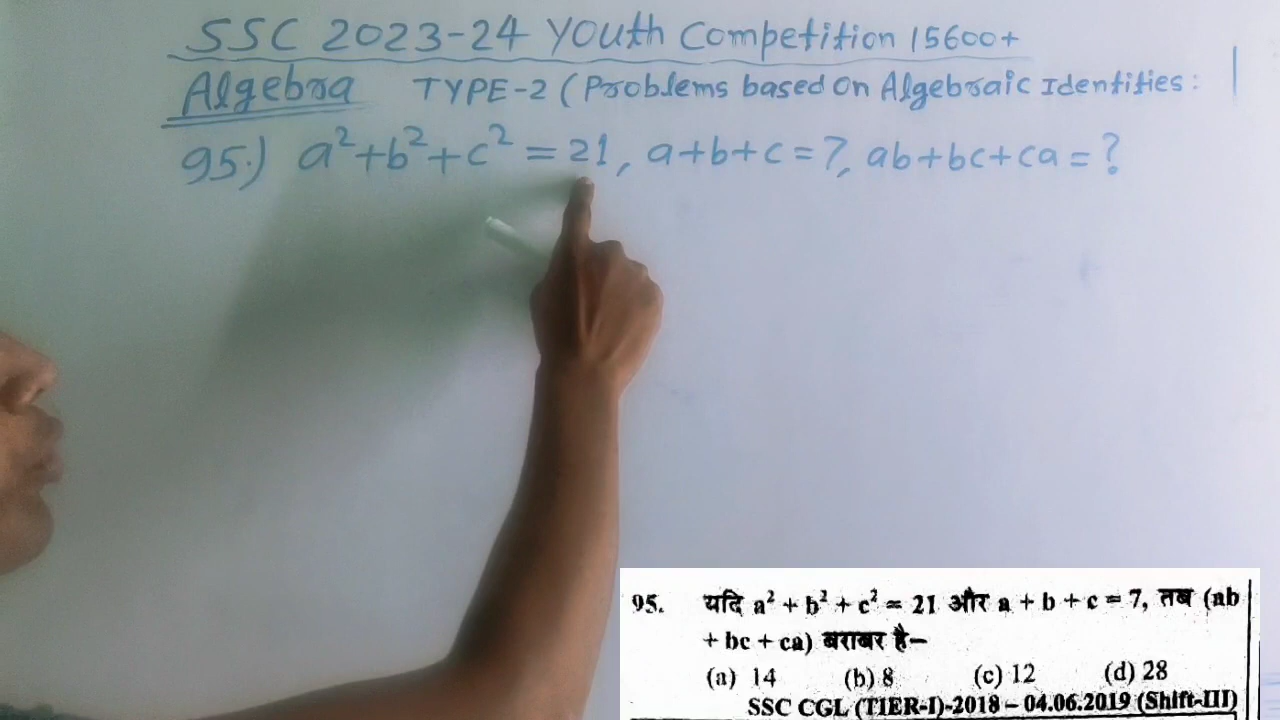 SSC 2023-24 Youth Competition 15600+
Algebra TYPE-2 (Problems based on Algebraic Identities:
95.) a²+b²+c² = 21, a+b+c = 7, ab+bc+ca = ?
95. यदि a² + b² + c² = 21 और a + b + c = 7, तब (ab
+ bc + ca) बराबर है–
(a) 14 (b) 8 (c) 12 (d) 28
SSC CGL (TIER-I)-2018 – 04.06.2019 (Shift-III)